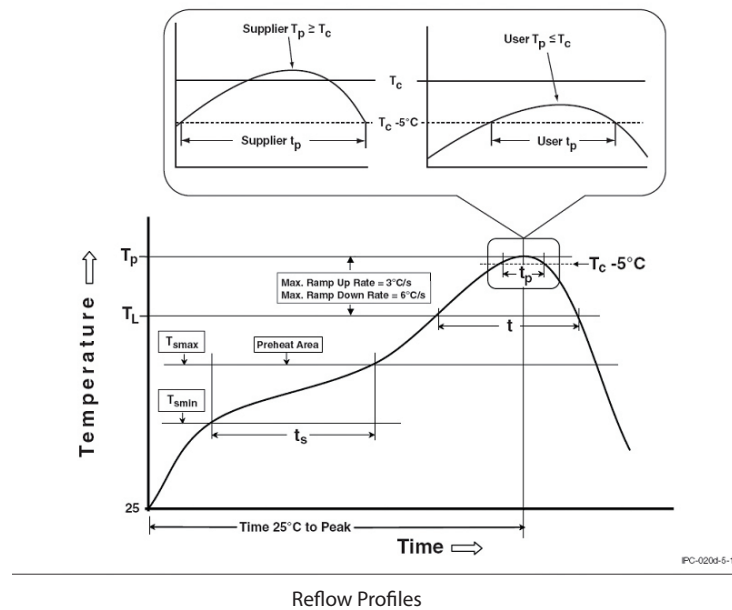 Supplier Tp ≥ Tc
User Tp ≤ Tc
Tc
Tc -5°C
Supplier tp
User tp
Tp
Tc -5°C
tp
Max. Ramp Up Rate = 3°C/s
Max. Ramp Down Rate = 6°C/s
TL
t
Tsmax
Preheat Area
Tsmin
ts
Temperature
25
Time 25°C to Peak
Time
IPC-020d-5-1
Reflow Profiles